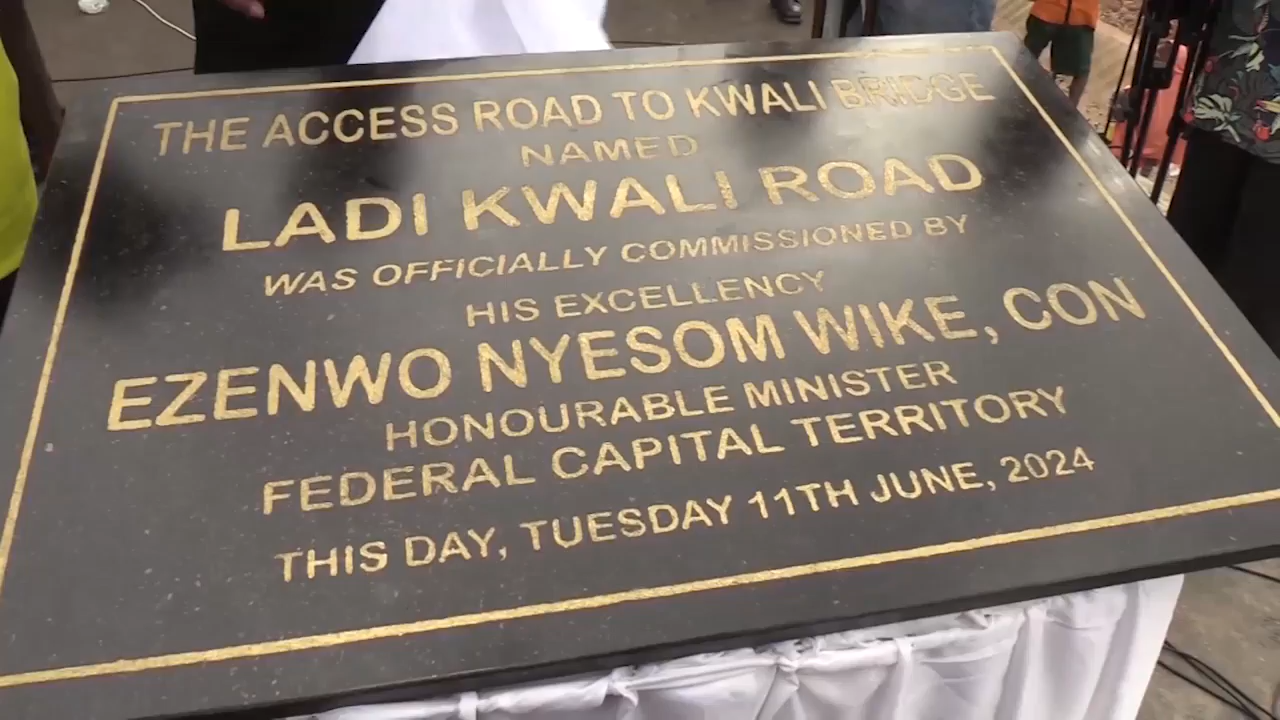 THE ACCESS ROAD TO KWALI BRIDGE
NAMED
LADI KWALI ROAD
WAS OFFICIALLY COMMISSIONED BY
HIS EXCELLENCY
EZENWO NYESOM WIKE, CON
HONOURABLE MINISTER
FEDERAL CAPITAL TERRITORY
THIS DAY, TUESDAY 11TH JUNE, 2024